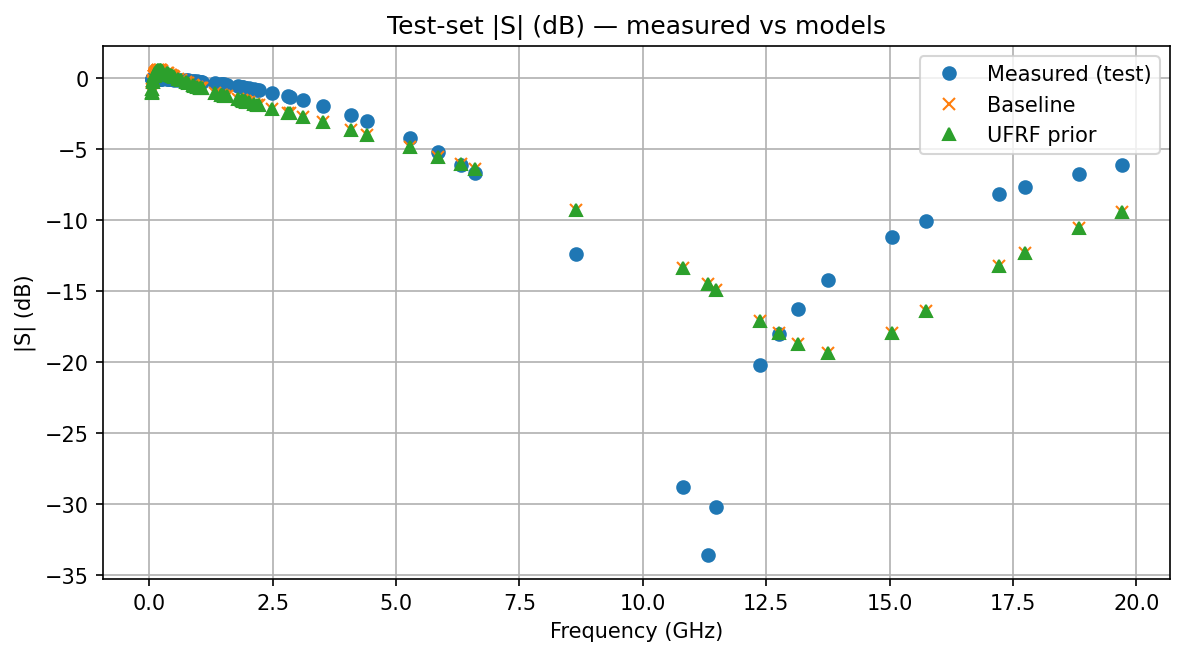 Test-set |S| (dB) — measured vs models
Measured (test)
Baseline
UFRF prior
0
−5
−10
−15
−20
−25
−30
−35
|S| (dB)
0.0 2.5 5.0 7.5 10.0 12.5 15.0 17.5 20.0
Frequency (GHz)